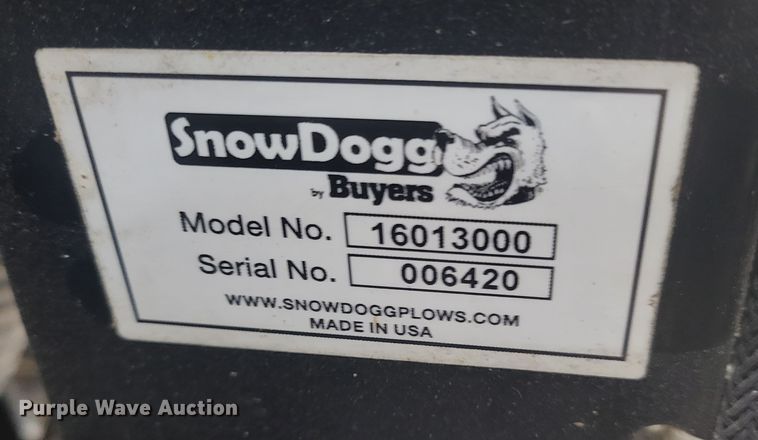 SnowDogg
by Buyers
Model No. 16013000
Serial No. 006420
WWW.SNOWDOGGPLOWS.COM
MADE IN USA
Purple Wave Auction